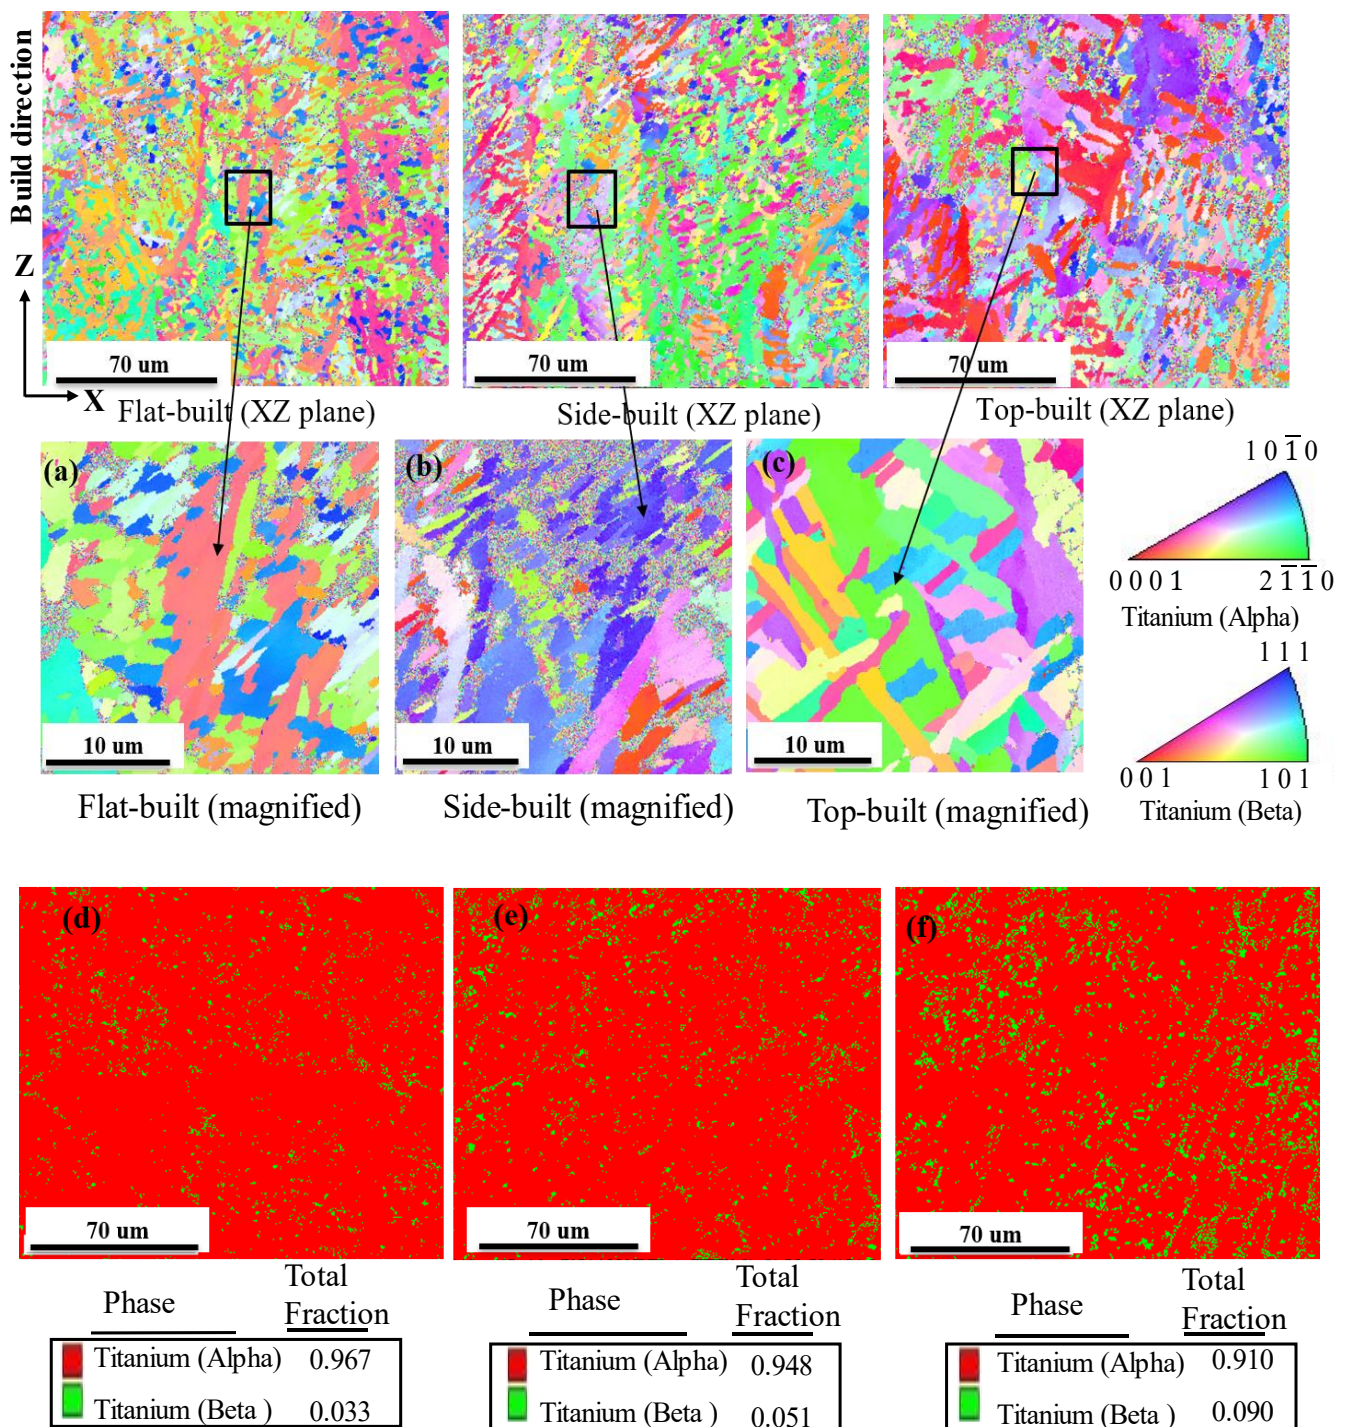 Build direction
Z
X
70 um
70 um
70 um
Flat-built (XZ plane)
Side-built (XZ plane)
Top-built (XZ plane)
(a)
(b)
(c)
10 um
10 um
10 um
Flat-built (magnified)
Side-built (magnified)
Top-built (magnified)
1 0 1̅ 0
0 0 0 1
2 1̅ 1̅ 0
Titanium (Alpha)
1 1 1
0 0 1
1 0 1
Titanium (Beta)
(d)
(e)
(f)
70 um
70 um
70 um
Phase
Total
Fraction
Titanium (Alpha) 0.967
Titanium (Beta ) 0.033
Phase
Total
Fraction
Titanium (Alpha) 0.948
Titanium (Beta ) 0.051
Phase
Total
Fraction
Titanium (Alpha) 0.910
Titanium (Beta ) 0.090